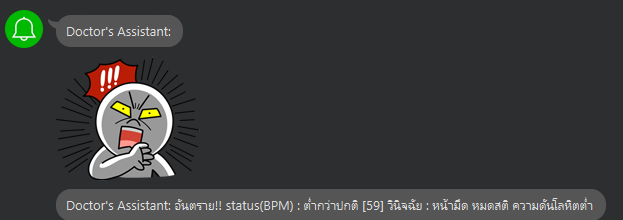 Doctor's Assistant:
!!!
Doctor's Assistant: อันตราย!! status(BPM) : ต่ำกว่าปกติ [59] วินิจฉัย : หน้ามืด หมดสติ ความดันโลหิตต่ำ